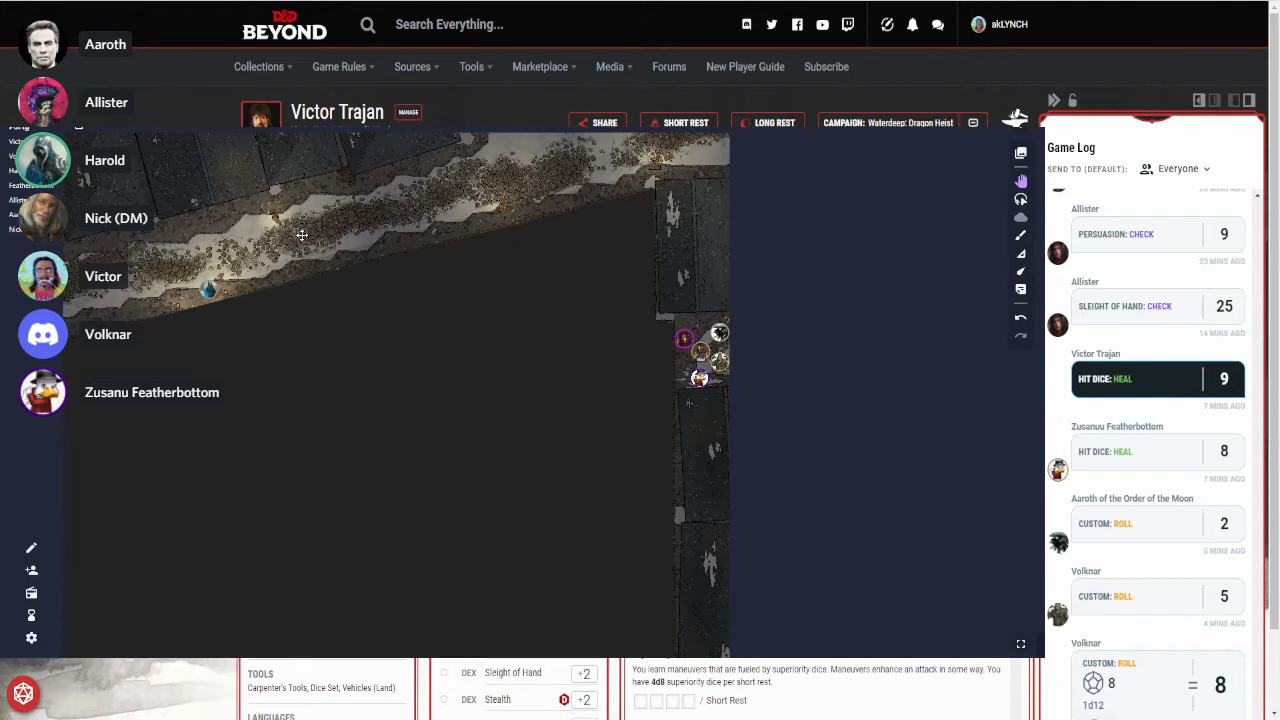 D&D
BEYOND
Search Everything...
akLYNCH
Collections
Game Rules
Sources
Tools
Marketplace
Media
Forums
New Player Guide
Subscribe
Aaroth
Allister
Harold
Nick (DM)
Victor
Volknar
Zusanu Featherbottom
Victor Trajan
MANAGE
SHARE
SHORT REST
LONG REST
CAMPAIGN: Waterdeep: Dragon Heist
Game Log
SEND TO (DEFAULT):
Everyone
Allister
PERSUASION: CHECK
9
23 MINS AGO
Allister
SLEIGHT OF HAND: CHECK
25
14 MINS AGO
Victor Trajan
HIT DICE: HEAL
9
7 MINS AGO
Zusanuu Featherbottom
HIT DICE: HEAL
8
7 MINS AGO
Aaroth of the Order of the Moon
CUSTOM: ROLL
2
5 MINS AGO
Volknar
CUSTOM: ROLL
5
4 MINS AGO
Volknar
CUSTOM: ROLL
8
1d12
=
8
TOOLS
Carpenter's Tools, Dice Set, Vehicles (Land)
LANGUAGES
DEX
Sleight of Hand
+2
DEX
Stealth
D
+2
You learn maneuvers that are fueled by superiority dice. Maneuvers enhance an attack in some way. You
have 4d8 superiority dice per short rest.
/ Short Rest